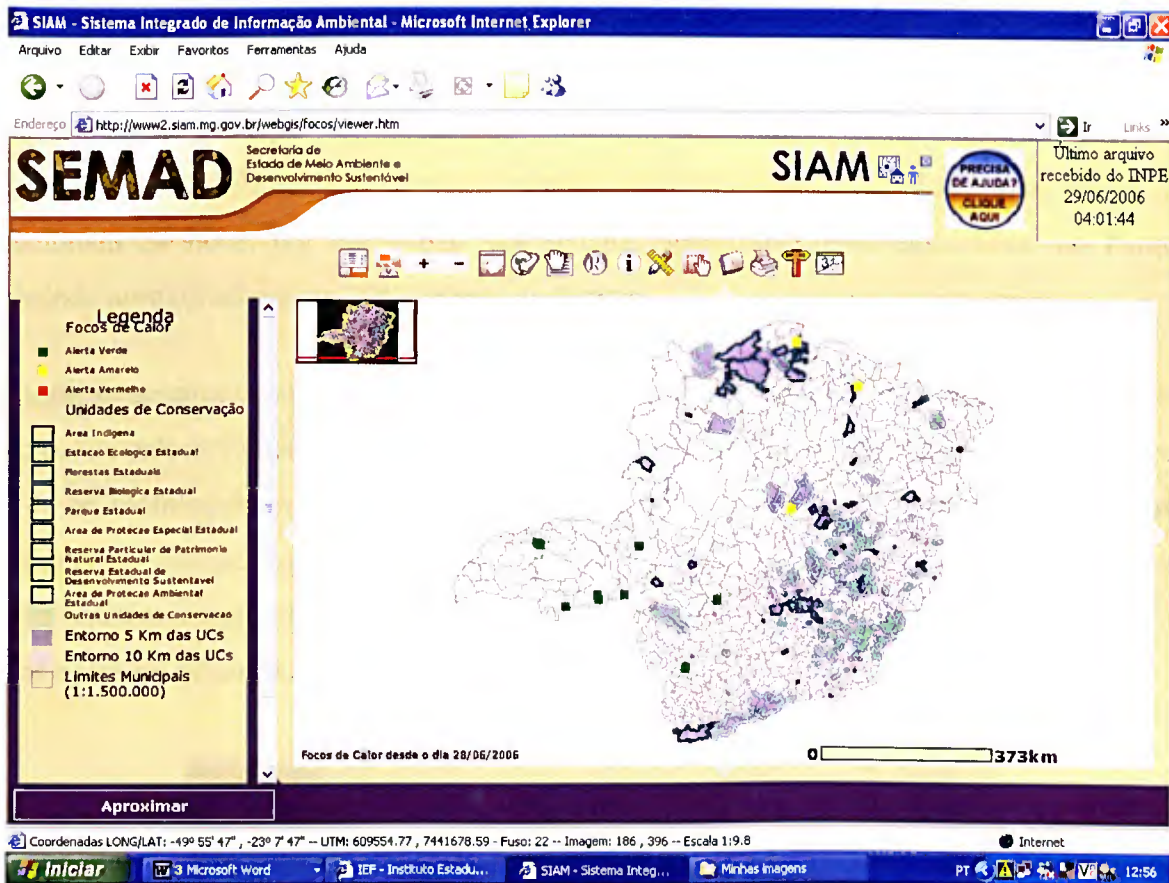 SIAM - Sistema Integrado de Informação Ambiental - Microsoft Internet Explorer
Arquivo Editar Exibir Favoritos Ferramentas Ajuda
Endereço http://www2.siam.mg.gov.br/webgis/focos/viewer.htm Ir Links »
SEMAD
Secretaria de
Estado de Meio Ambiente e
Desenvolvimento Sustentável
SIAM
PRECISA
DE AJUDA?
CLIQUE
AQUI
Último arquivo
recebido do INPE
29/06/2006
04:01:44
Legenda
Focos de Calor
Alerta Verde
Alerta Amarelo
Alerta Vermelho
Unidades de Conservação
Area Indigena
Estacao Ecologica Estadual
Florestas Estaduais
Reserva Biologica Estadual
Parque Estadual
Area de Protecao Especial Estadual
Reserva Particular de Patrimonio
Natural Estadual
Reserva Estadual de
Desenvolvimento Sustentavel
Area de Protecao Ambiental
Estadual
Outras Unidades de Conservacao
Entorno 5 Km das UCs
Entorno 10 Km das UCs
Limites Municipais
(1:1.500.000)
Focos de Calor desde o dia 28/06/2006
0 373km
Aproximar
Coordenadas LONG/LAT: -49º 55' 47" , -23º 7' 47" -- UTM: 609554.77 , 7441678.59 - Fuso: 22 -- Imagem: 186 , 396 -- Escala 1:9.8 Internet
Iniciar 3 Microsoft Word IEF - Instituto Estadu... SIAM - Sistema Integ... Minhas imagens PT 12:56